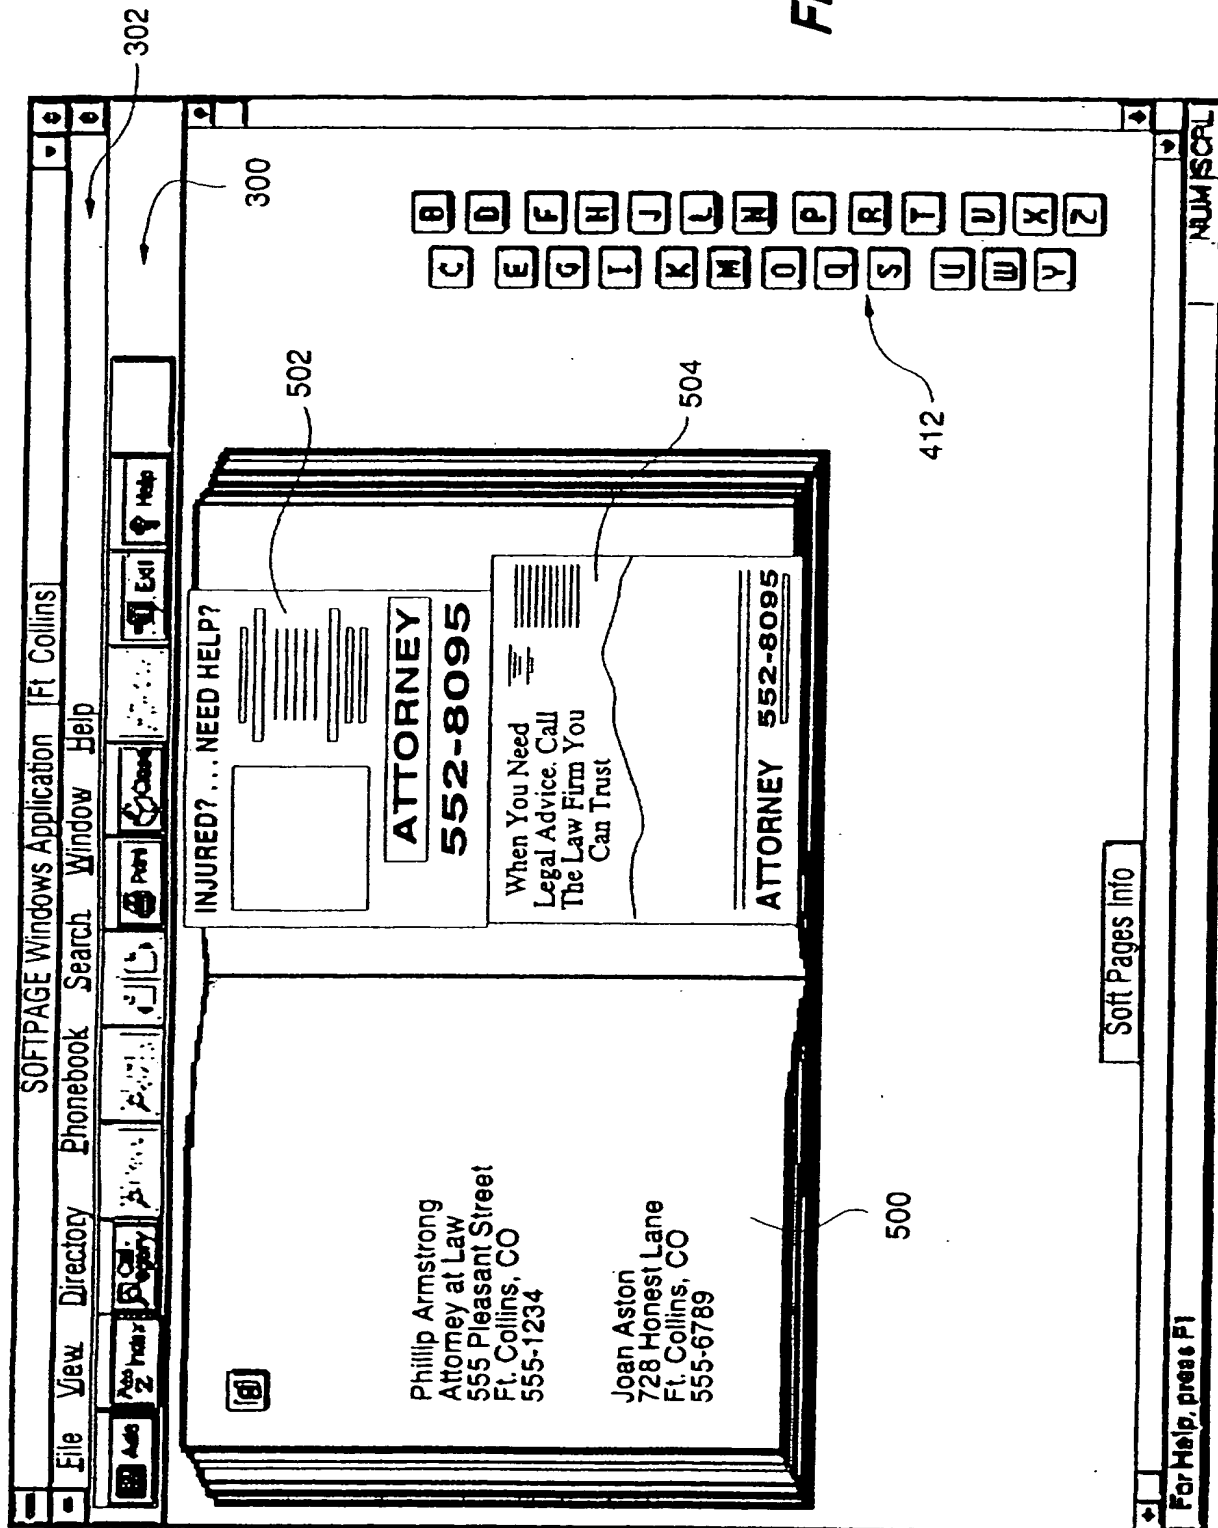 302
SOFTPAGE Windows Application [Ft Collins]
File View Directory Phonebook Search Window Help
300
Print Close Exit Help
INJURED?...NEED HELP?
502
ATTORNEY
552-8095
When You Need
Legal Advice, Call
The Law Firm You
Can Trust
504
ATTORNEY 552-8095
Phillip Armstrong
Attorney at Law
555 Pleasant Street
Ft. Collins, CO
555-1234
Joan Aston
728 Honest Lane
Ft. Collins, CO
555-6789
500
B
C
D
E
F
G
H
I
J
K
L
M
N
O
P
Q
R
S
T
U
W
X
Y
Z
412
Soft Pages Info
For Help, press F1
NUM SCRL